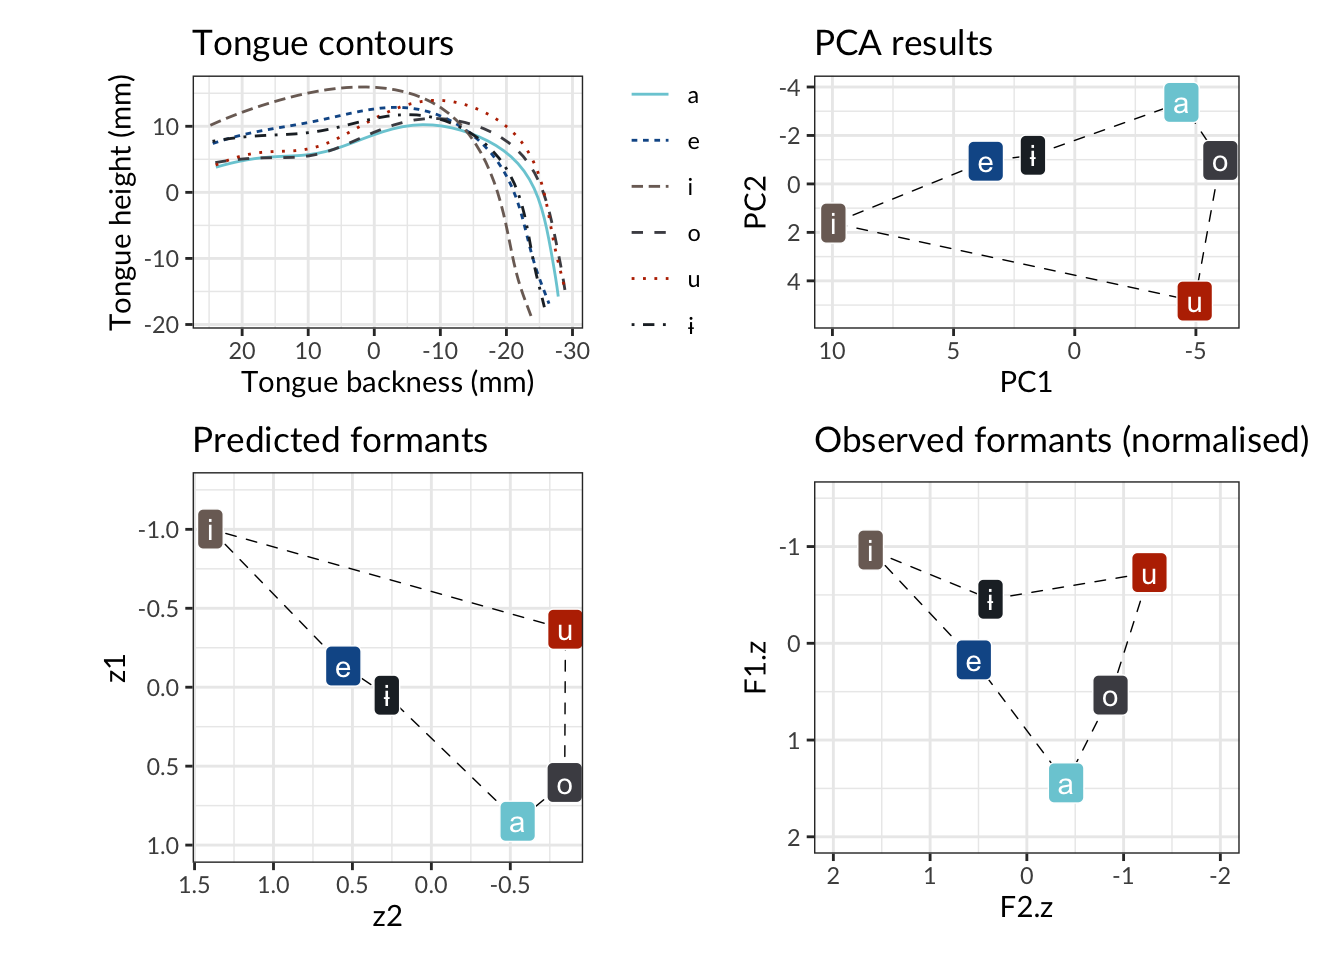 Tongue contours
Tongue height (mm)
10
0
-10
-20
20 10 0 -10 -20 -30
Tongue backness (mm)
a
e
i
o
u
ɨ
PCA results
PC2
-4
-2
0
2
4
a
e
ɨ
o
i
u
10 5 0 -5
PC1
Predicted formants
z1
-1.0
-0.5
0.0
0.5
1.0
i
u
e
ɨ
o
a
1.5 1.0 0.5 0.0 -0.5
z2
Observed formants (normalised)
F1.z
-1
0
1
2
i
u
ɨ
e
o
a
2 1 0 -1 -2
F2.z